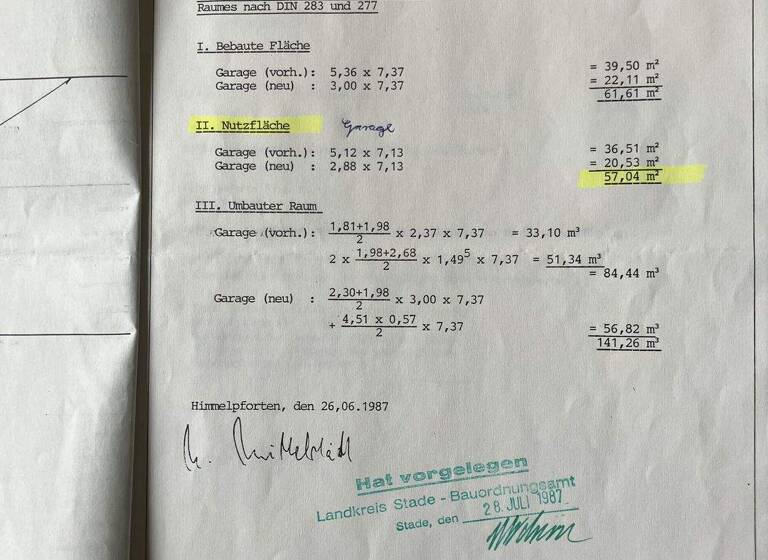 Raumes nach DIN 283 und 277
I. Bebaute Fläche
Garage (vorh.): 5,36 x 7,37 = 39,50 m²
Garage (neu) : 3,00 x 7,37 = 22,11 m²
61,61 m²
II. Nutzfläche Garage
Garage (vorh.): 5,12 x 7,13 = 36,51 m²
Garage (neu) : 2,88 x 7,13 = 20,53 m²
57,04 m²
III. Umbauter Raum
Garage (vorh.): 1,81+1,98 / 2 x 2,37 x 7,37 = 33,10 m³
2 x 1,98+2,68 / 2 x 1,49⁵ x 7,37 = 51,34 m³
= 84,44 m³
Garage (neu) : 2,30+1,98 / 2 x 3,00 x 7,37
+ 4,51 x 0,57 / 2 x 7,37 = 56,82 m³
141,26 m³
Himmelpforten, den 26,06.1987
Hat vorgelegen
Landkreis Stade - Bauordnungsamt
Stade, den 28. JULI 1987